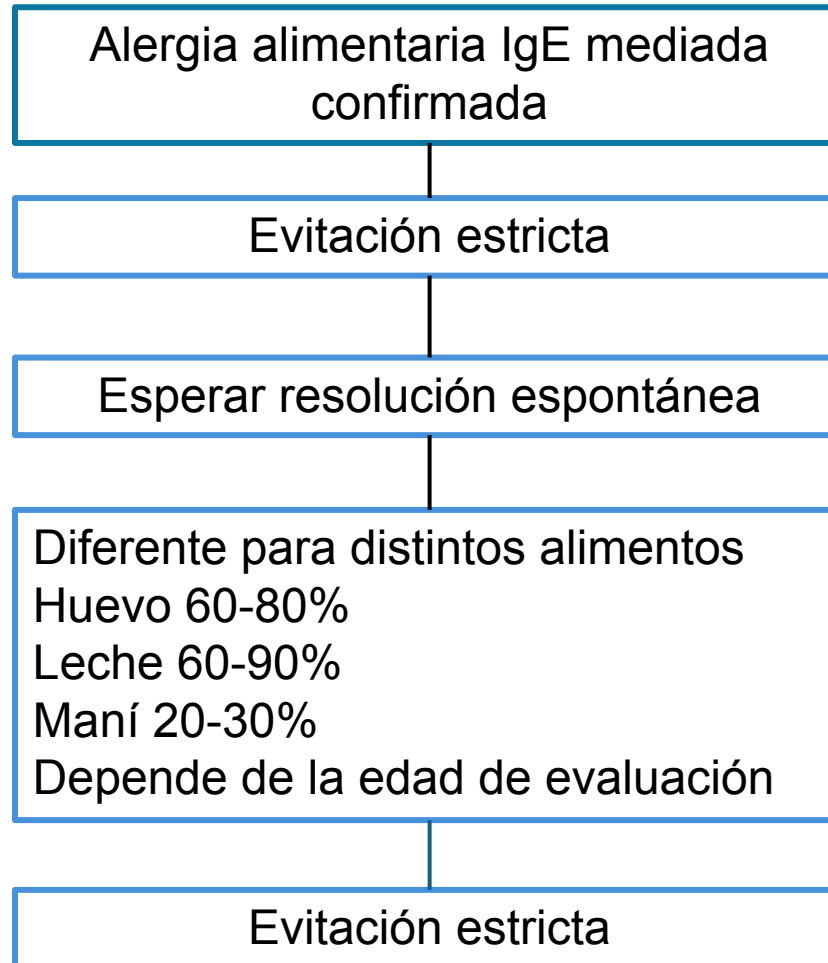 Alergia alimentaria IgE mediada
confirmada
Evitación estricta
Esperar resolución espontánea
Diferente para distintos alimentos
Huevo 60-80%
Leche 60-90%
Maní 20-30%
Depende de la edad de evaluación
Evitación estricta